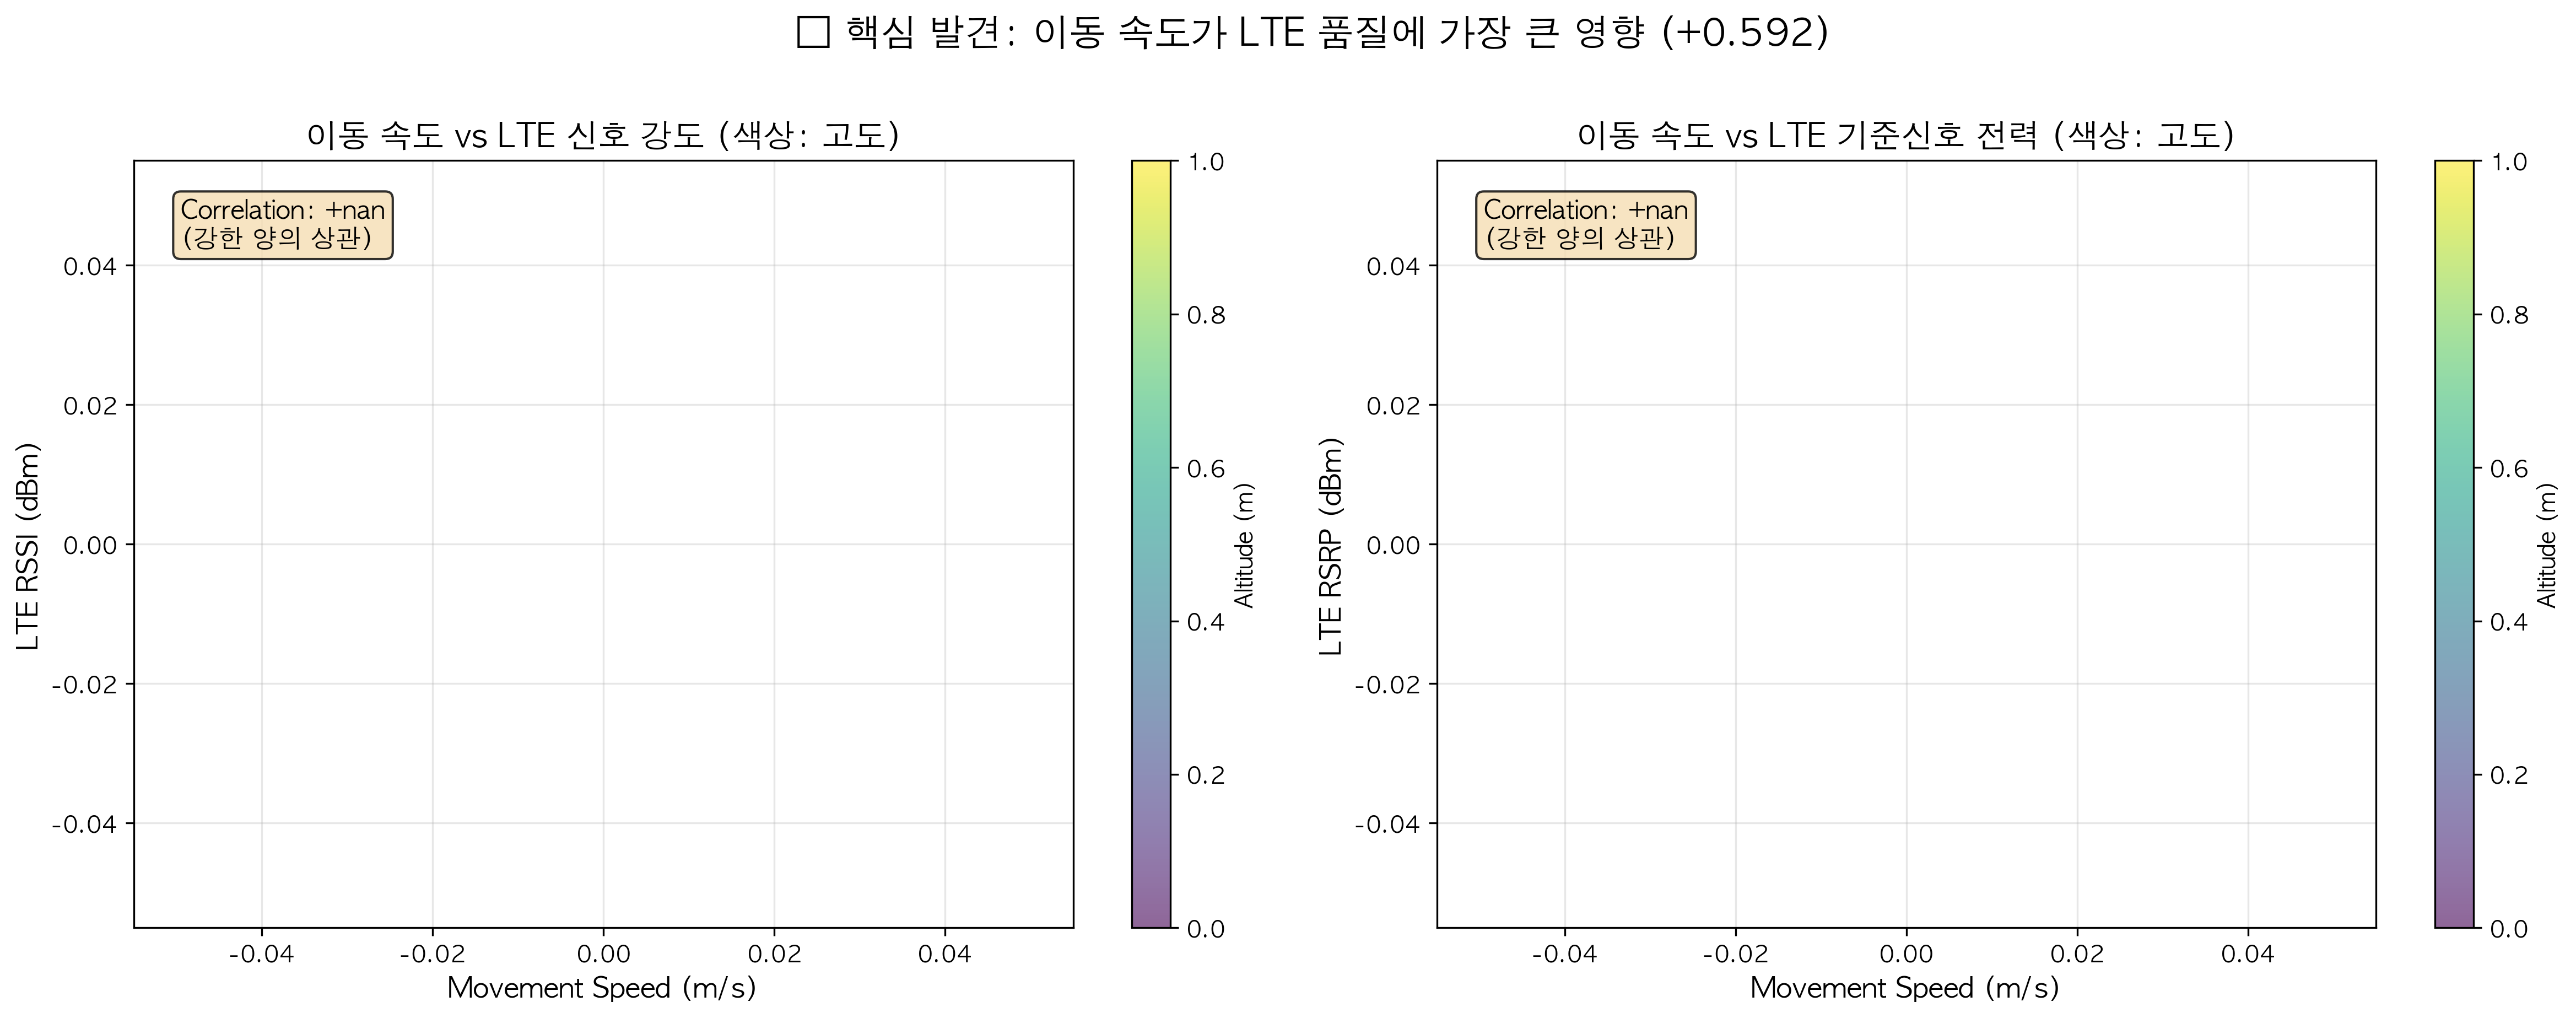 □ 핵심 발견: 이동 속도가 LTE 품질에 가장 큰 영향 (+0.592)
이동 속도 vs LTE 신호 강도 (색상: 고도)
Correlation: +nan
(강한 양의 상관)
0.04
0.02
0.00
-0.02
-0.04
LTE RSSI (dBm)
-0.04
-0.02
0.00
0.02
0.04
Movement Speed (m/s)
1.0
0.8
0.6
0.4
0.2
0.0
Altitude (m)
이동 속도 vs LTE 기준신호 전력 (색상: 고도)
Correlation: +nan
(강한 양의 상관)
0.04
0.02
0.00
-0.02
-0.04
LTE RSRP (dBm)
-0.04
-0.02
0.00
0.02
0.04
Movement Speed (m/s)
1.0
0.8
0.6
0.4
0.2
0.0
Altitude (m)